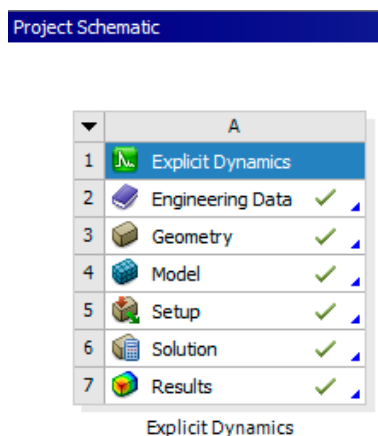 Project Schematic
A
1 Explicit Dynamics
2 Engineering Data
3 Geometry
4 Model
5 Setup
6 Solution
7 Results
Explicit Dynamics